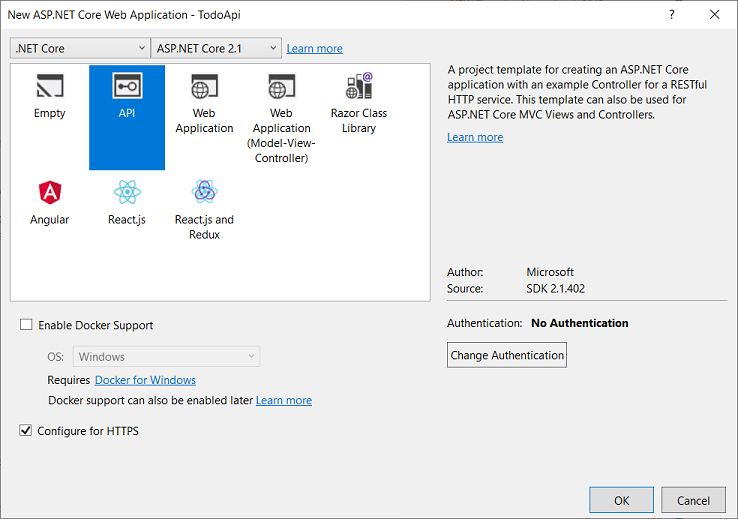 New ASP.NET Core Web Application - TodoApi
.NET Core
ASP.NET Core 2.1
Learn more
Empty
API
Web
Application
Web
Application
(Model-View-
Controller)
Razor Class
Library
Angular
React.js
React.js and
Redux
A project template for creating an ASP.NET Core
application with an example Controller for a RESTful
HTTP service. This template can also be used for
ASP.NET Core MVC Views and Controllers.
Learn more
Author: Microsoft
Source: SDK 2.1.402
Authentication: No Authentication
Change Authentication
Enable Docker Support
OS: Windows
Requires Docker for Windows
Docker support can also be enabled later Learn more
Configure for HTTPS
OK
Cancel